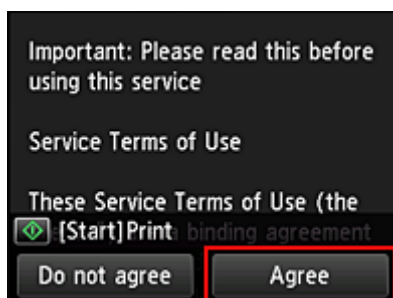 Important: Please read this before
using this service
Service Terms of Use
These Service Terms of Use (the
[Start]Print a binding agreement
Do not agree
Agree